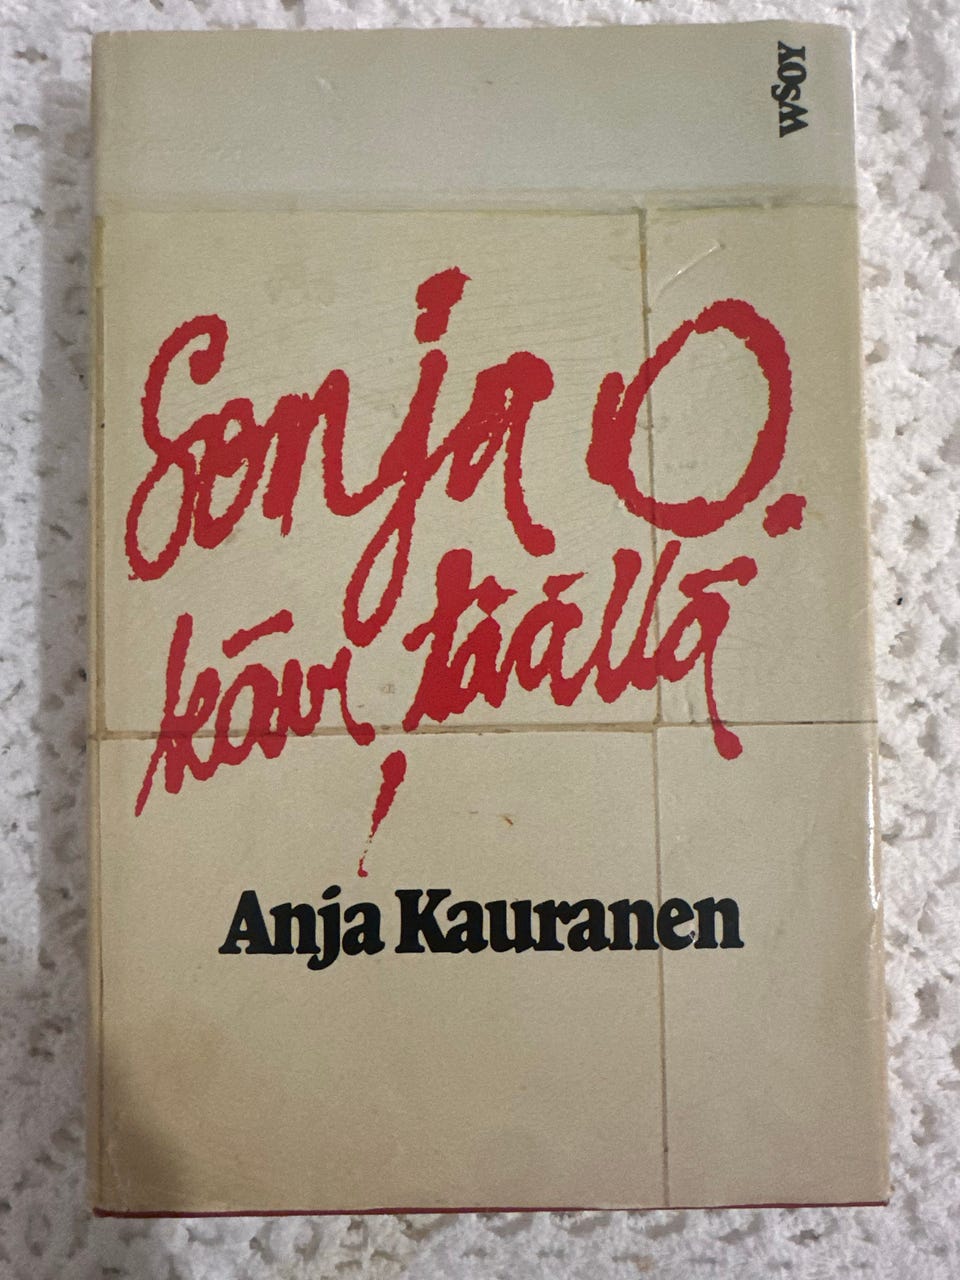 WSOY
Sonja O.
kävi täällä
Anja Kauranen